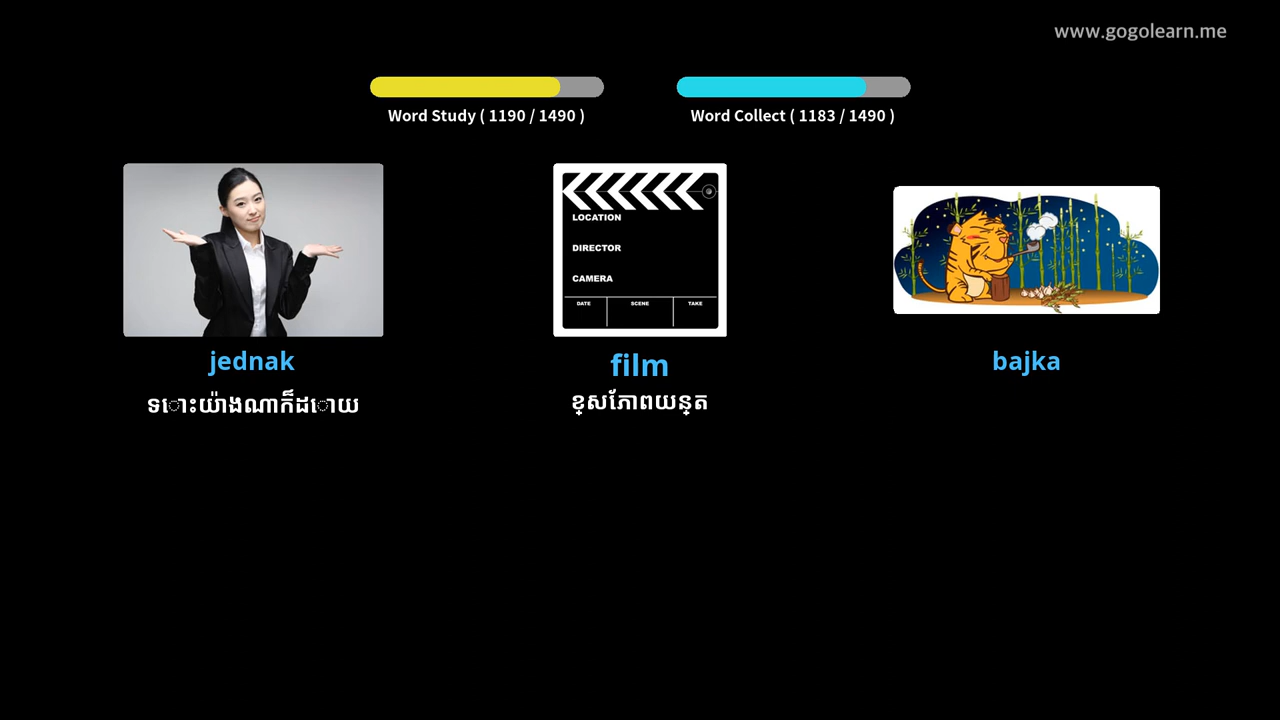 www.gogolearn.me
Word Study ( 1190 / 1490 )
Word Collect ( 1183 / 1490 )
LOCATION
DIRECTOR
CAMERA
DATE
SCENE
TAKE
jednak
film
bajka
ទោះយ៉ាងណាក៏ដោយ
ខ្សែភាពយន្ត